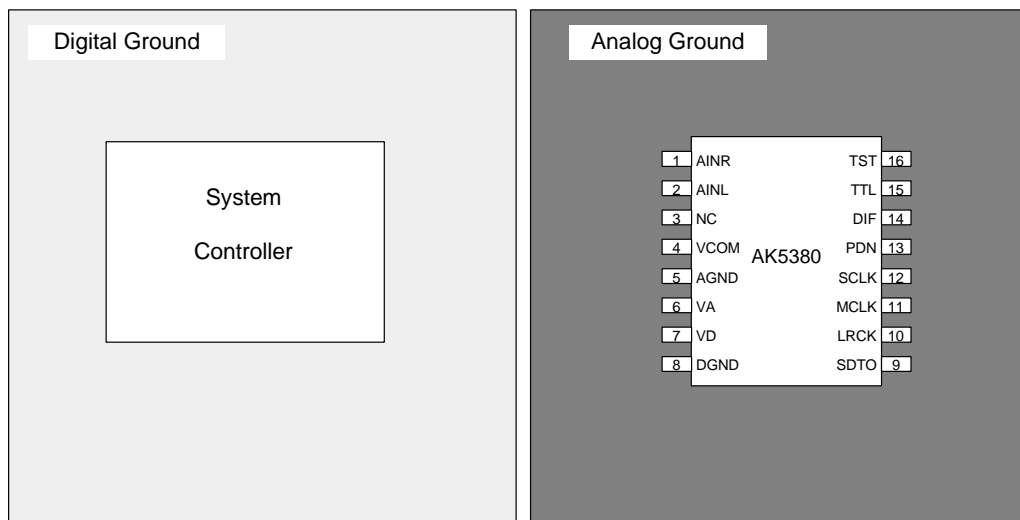 Digital Ground
System
Controller
Analog Ground
AK5380
1 AINR
2 AINL
3 NC
4 VCOM
5 AGND
6 VA
7 VD
8 DGND
TST 16
TTL 15
DIF 14
PDN 13
SCLK 12
MCLK 11
LRCK 10
SDTO 9